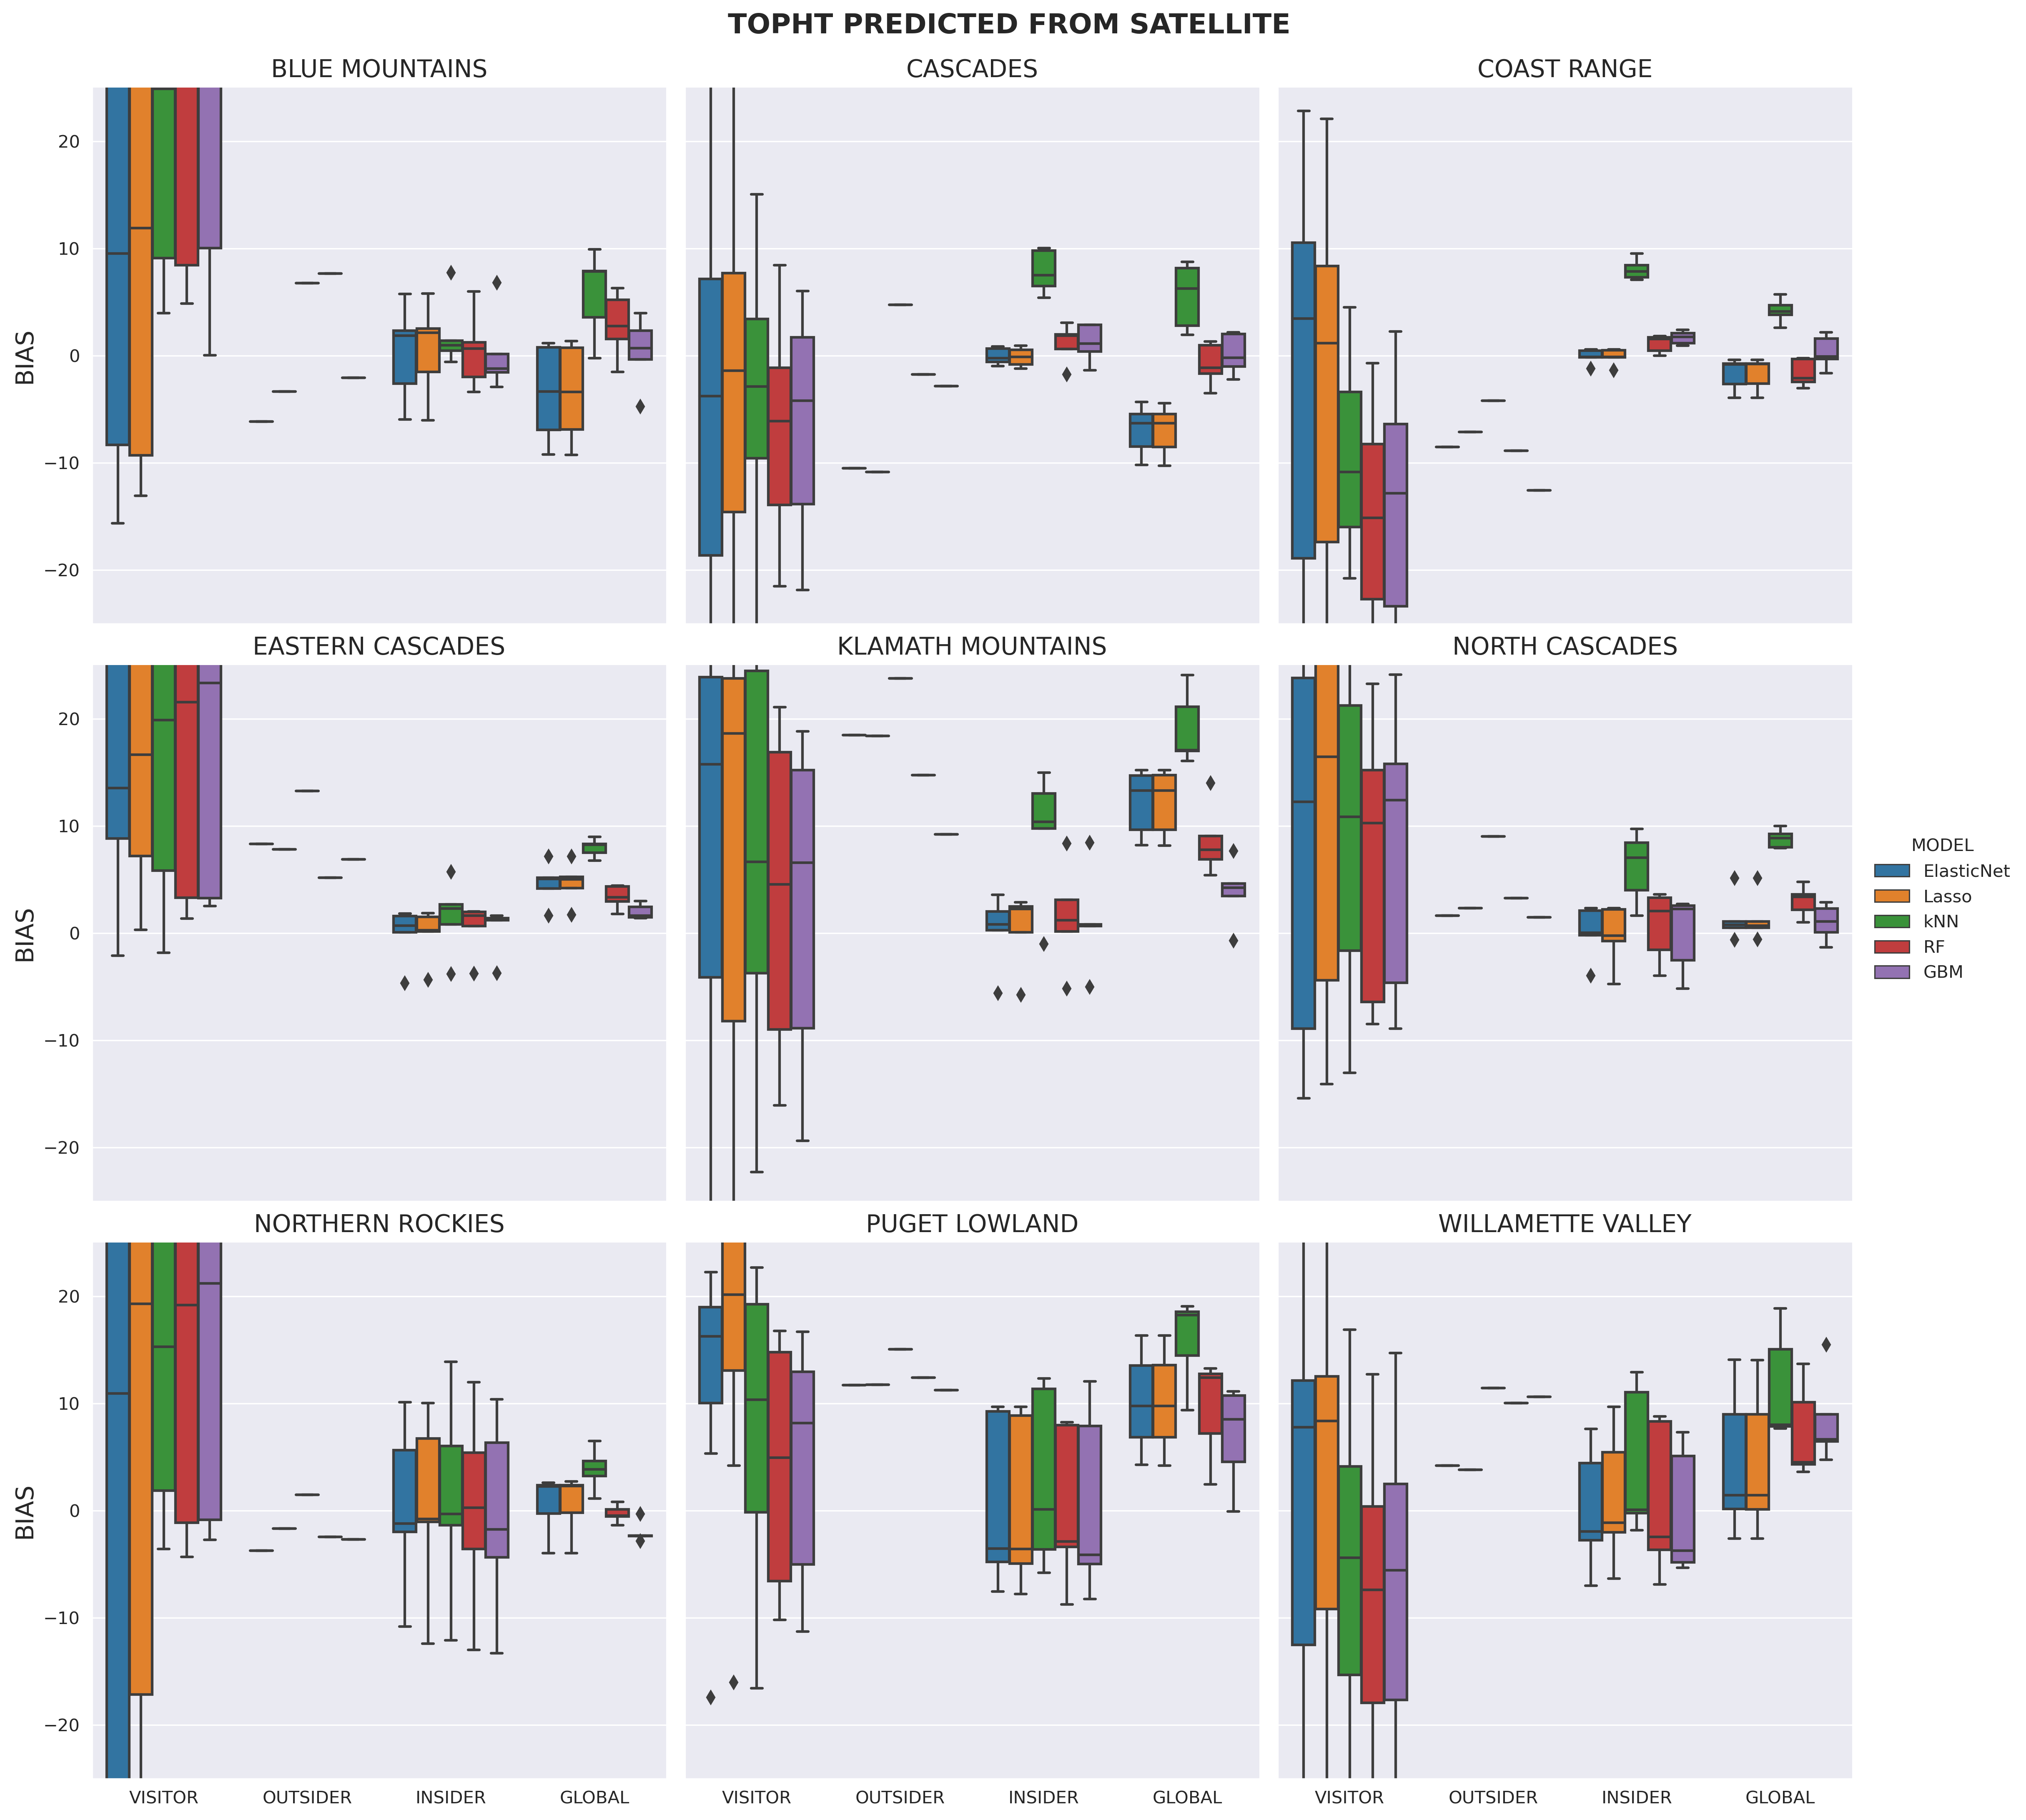 TOPHT PREDICTED FROM SATELLITE
BLUE MOUNTAINS
CASCADES
COAST RANGE
BIAS
20
10
0
−10
−20
EASTERN CASCADES
KLAMATH MOUNTAINS
NORTH CASCADES
BIAS
20
10
0
−10
−20
MODEL
ElasticNet
Lasso
kNN
RF
GBM
NORTHERN ROCKIES
PUGET LOWLAND
WILLAMETTE VALLEY
BIAS
20
10
0
−10
−20
VISITOR OUTSIDER INSIDER GLOBAL
VISITOR OUTSIDER INSIDER GLOBAL
VISITOR OUTSIDER INSIDER GLOBAL